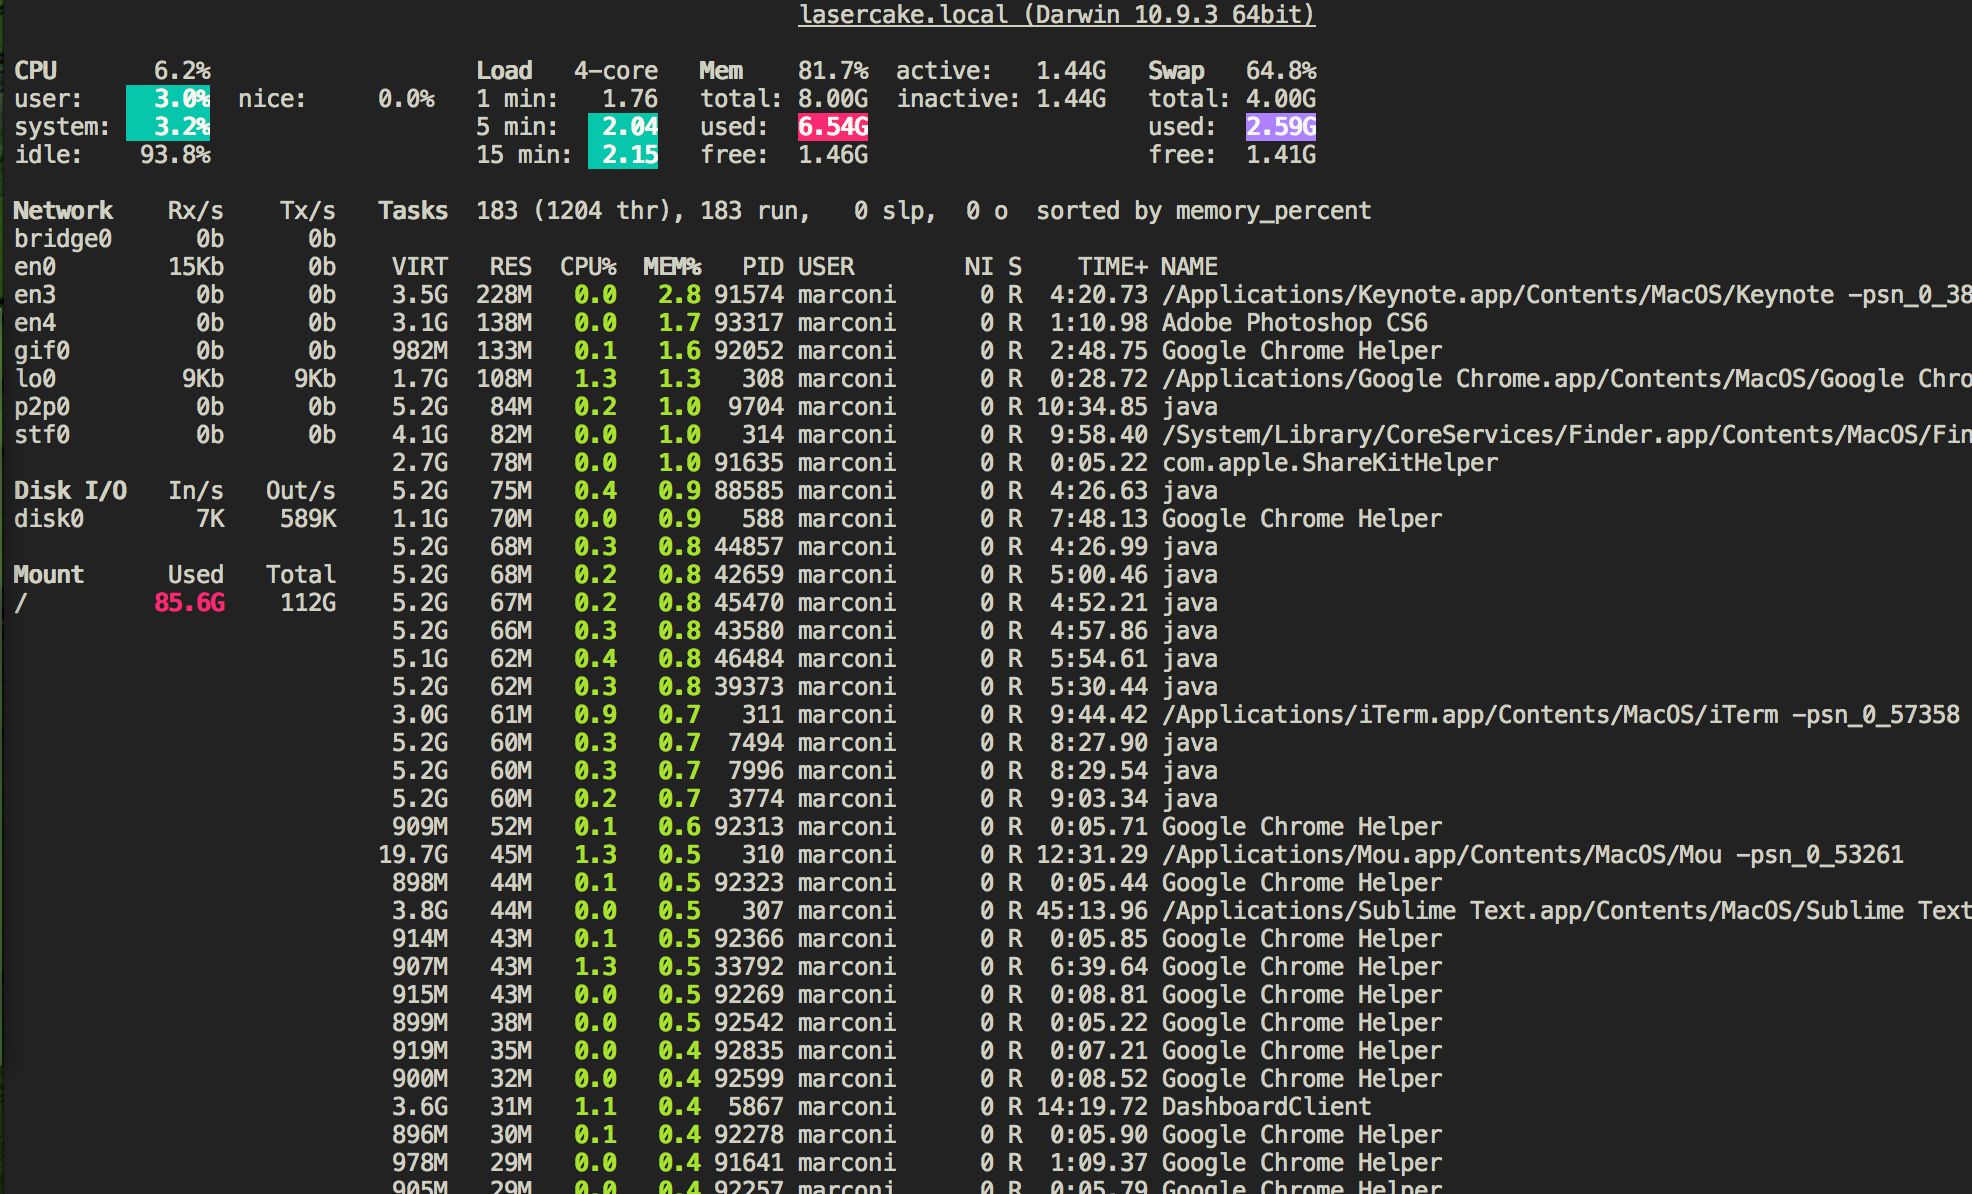 lasercake.local (Darwin 10.9.3 64bit)
CPU 6.2% Load 4-core Mem 81.7% active: 1.44G Swap 64.8%
user: 3.0% nice: 0.0% 1 min: 1.76 total: 8.00G inactive: 1.44G total: 4.00G
system: 3.2% 5 min: 2.04 used: 6.54G used: 2.59G
idle: 93.8% 15 min: 2.15 free: 1.46G free: 1.41G
Network Rx/s Tx/s Tasks 183 (1204 thr), 183 run, 0 slp, 0 o sorted by memory_percent
bridge0 0b 0b
en0 15Kb 0b VIRT RES CPU% MEM% PID USER NI S TIME+ NAME
en3 0b 0b 3.5G 228M 0.0 2.8 91574 marconi 0 R 4:20.73 /Applications/Keynote.app/Contents/MacOS/Keynote -psn_0_38
en4 0b 0b 3.1G 138M 0.0 1.7 93317 marconi 0 R 1:10.98 Adobe Photoshop CS6
gif0 0b 0b 982M 133M 0.1 1.6 92052 marconi 0 R 2:48.75 Google Chrome Helper
lo0 9Kb 9Kb 1.7G 108M 1.3 1.3 308 marconi 0 R 0:28.72 /Applications/Google Chrome.app/Contents/MacOS/Google Chro
p2p0 0b 0b 5.2G 84M 0.2 1.0 9704 marconi 0 R 10:34.85 java
stf0 0b 0b 4.1G 82M 0.0 1.0 314 marconi 0 R 9:58.40 /System/Library/CoreServices/Finder.app/Contents/MacOS/Fin
2.7G 78M 0.0 1.0 91635 marconi 0 R 0:05.22 com.apple.ShareKitHelper
Disk I/O In/s Out/s 5.2G 75M 0.4 0.9 88585 marconi 0 R 4:26.63 java
disk0 7K 589K 1.1G 70M 0.0 0.9 588 marconi 0 R 7:48.13 Google Chrome Helper
5.2G 68M 0.3 0.8 44857 marconi 0 R 4:26.99 java
Mount Used Total 5.2G 68M 0.2 0.8 42659 marconi 0 R 5:00.46 java
/ 85.6G 112G 5.2G 67M 0.2 0.8 45470 marconi 0 R 4:52.21 java
5.2G 66M 0.3 0.8 43580 marconi 0 R 4:57.86 java
5.1G 62M 0.4 0.8 46484 marconi 0 R 5:54.61 java
5.2G 62M 0.3 0.8 39373 marconi 0 R 5:30.44 java
3.0G 61M 0.9 0.7 311 marconi 0 R 9:44.42 /Applications/iTerm.app/Contents/MacOS/iTerm -psn_0_57358
5.2G 60M 0.3 0.7 7494 marconi 0 R 8:27.90 java
5.2G 60M 0.3 0.7 7996 marconi 0 R 8:29.54 java
5.2G 60M 0.2 0.7 3774 marconi 0 R 9:03.34 java
909M 52M 0.1 0.6 92313 marconi 0 R 0:05.71 Google Chrome Helper
19.7G 45M 1.3 0.5 310 marconi 0 R 12:31.29 /Applications/Mou.app/Contents/MacOS/Mou -psn_0_53261
898M 44M 0.1 0.5 92323 marconi 0 R 0:05.44 Google Chrome Helper
3.8G 44M 0.0 0.5 307 marconi 0 R 45:13.96 /Applications/Sublime Text.app/Contents/MacOS/Sublime Text
914M 43M 0.1 0.5 92366 marconi 0 R 0:05.85 Google Chrome Helper
907M 43M 1.3 0.5 33792 marconi 0 R 6:39.64 Google Chrome Helper
915M 43M 0.0 0.5 92269 marconi 0 R 0:08.81 Google Chrome Helper
899M 38M 0.0 0.5 92542 marconi 0 R 0:05.22 Google Chrome Helper
919M 35M 0.0 0.4 92835 marconi 0 R 0:07.21 Google Chrome Helper
900M 32M 0.0 0.4 92599 marconi 0 R 0:08.52 Google Chrome Helper
3.6G 31M 1.1 0.4 5867 marconi 0 R 14:19.72 DashboardClient
896M 30M 0.1 0.4 92278 marconi 0 R 0:05.90 Google Chrome Helper
978M 29M 0.0 0.4 91641 marconi 0 R 1:09.37 Google Chrome Helper
905M 29M 0.0 0.4 92257 marconi 0 R 0:05.79 Google Chrome Helper